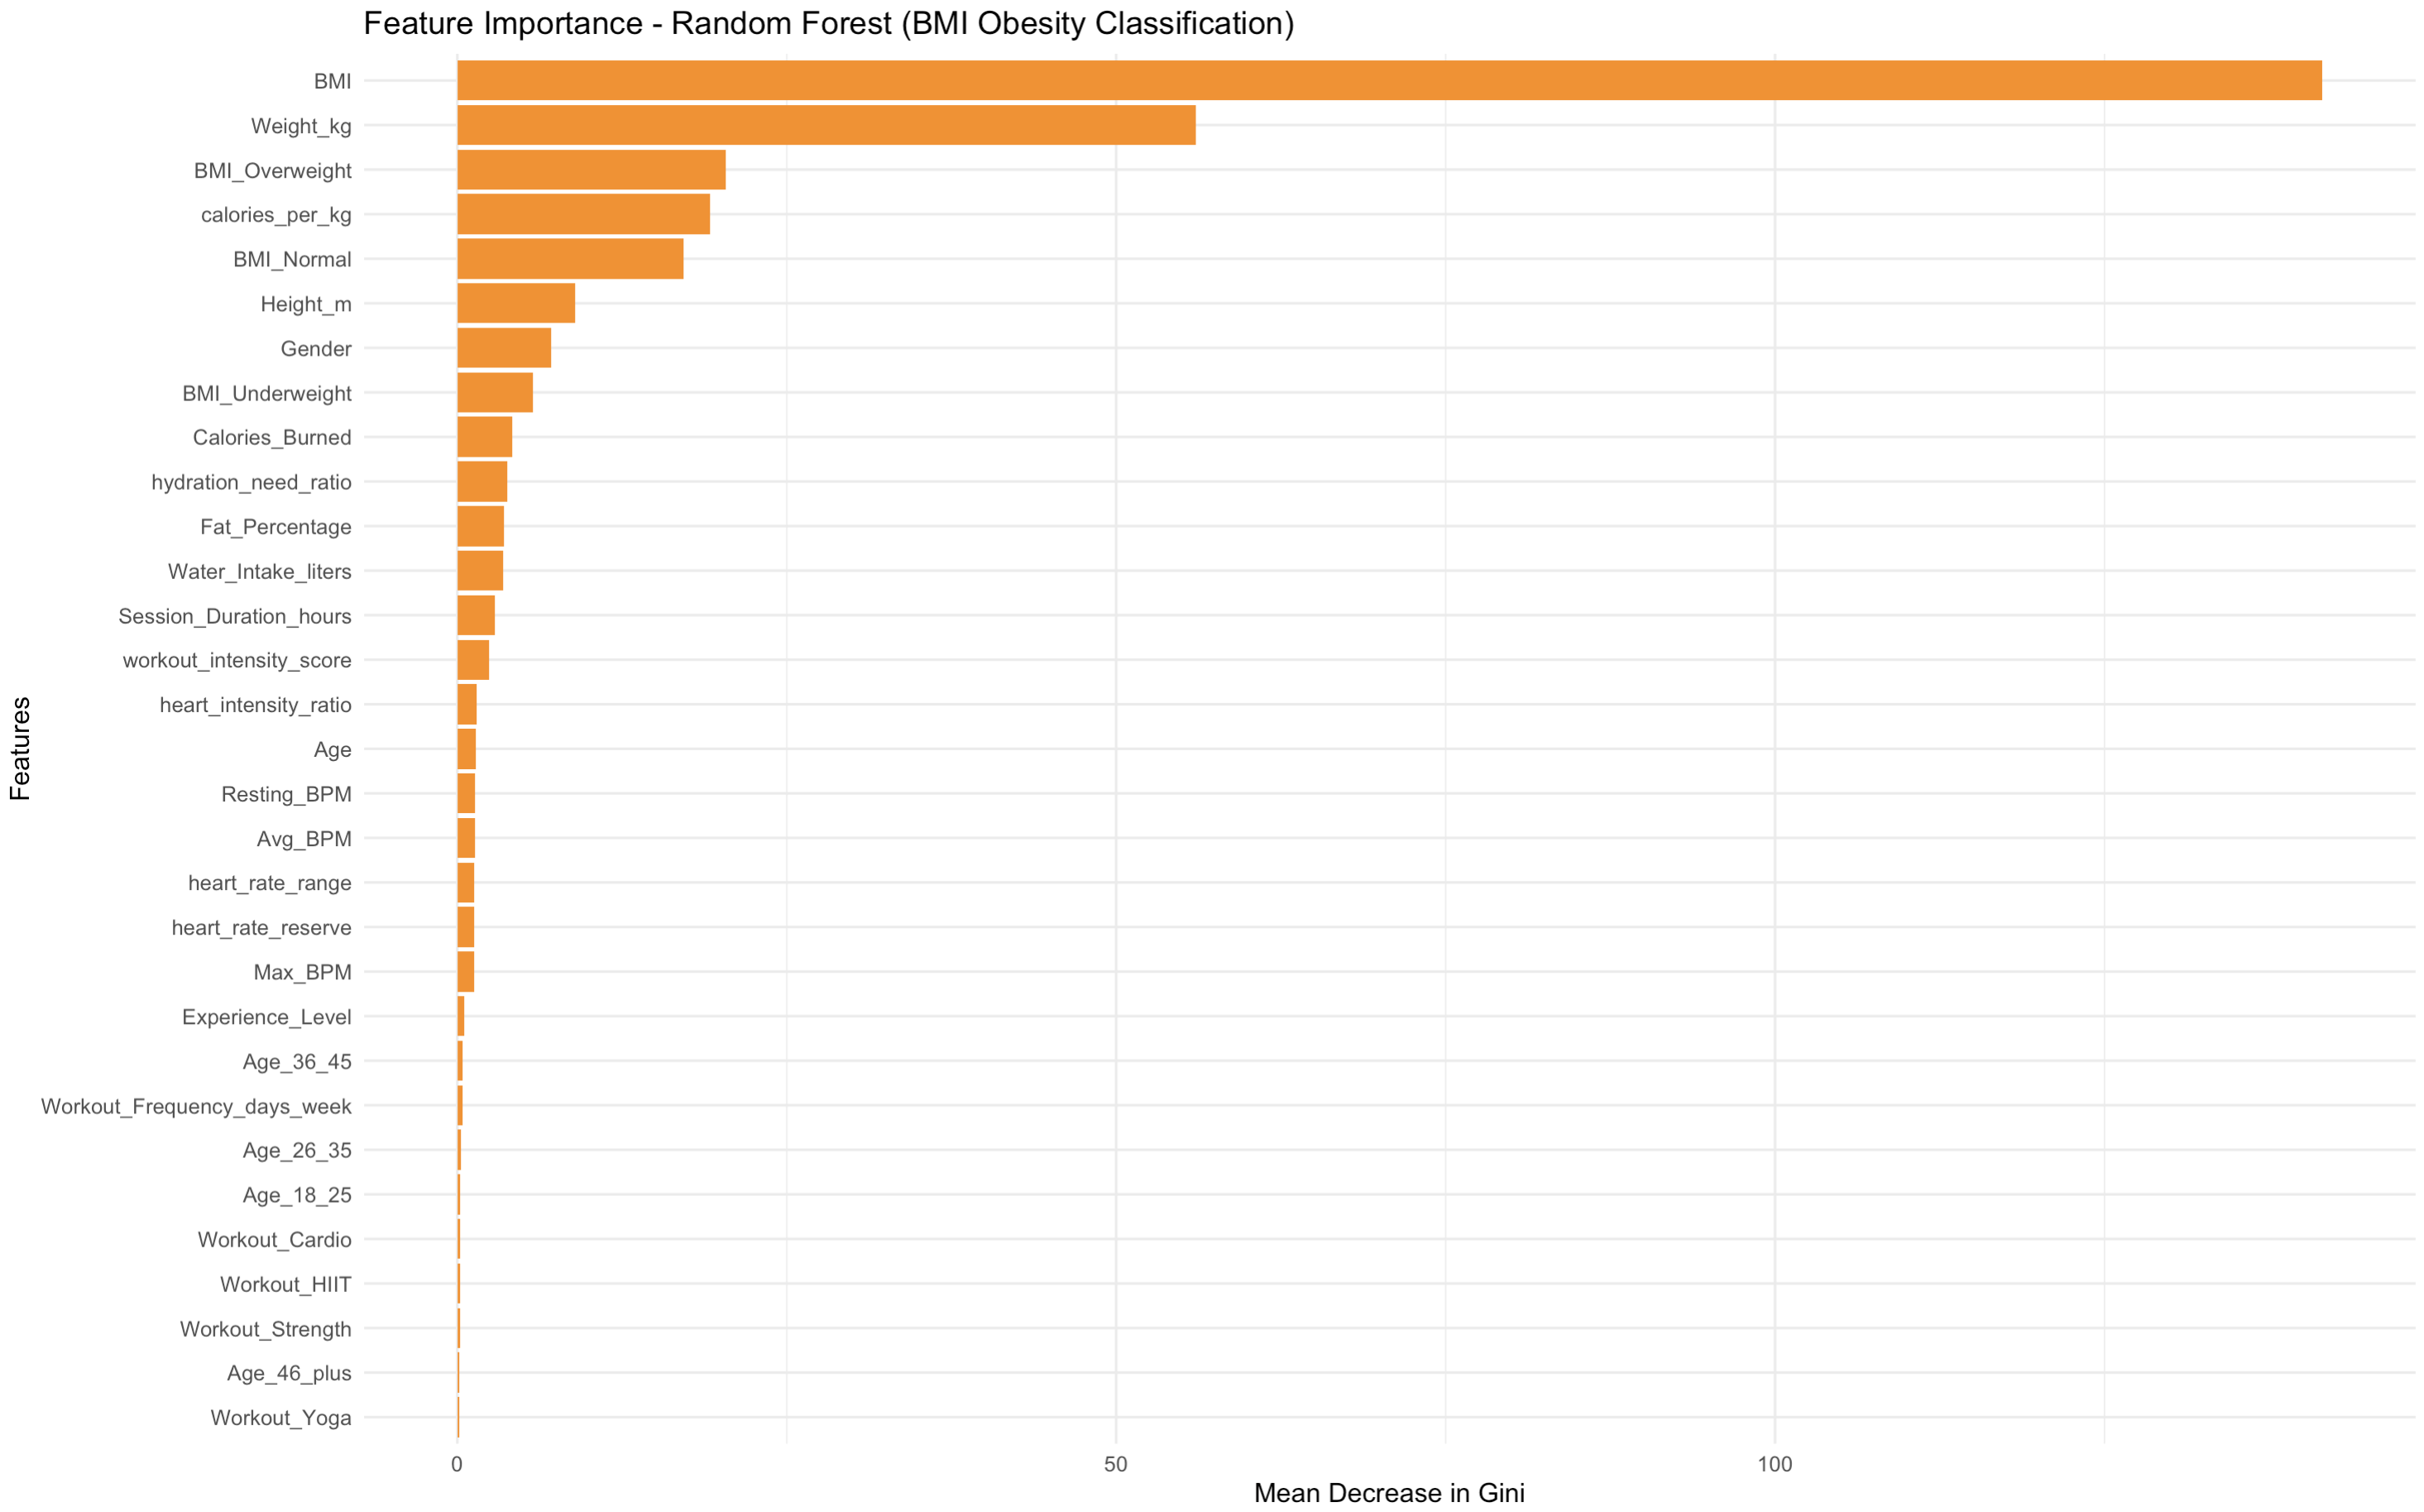 Feature Importance - Random Forest (BMI Obesity Classification)
BMI
Weight_kg
BMI_Overweight
calories_per_kg
BMI_Normal
Height_m
Gender
BMI_Underweight
Calories_Burned
hydration_need_ratio
Fat_Percentage
Water_Intake_liters
Session_Duration_hours
workout_intensity_score
heart_intensity_ratio
Age
Resting_BPM
Avg_BPM
heart_rate_range
heart_rate_reserve
Max_BPM
Experience_Level
Age_36_45
Workout_Frequency_days_week
Age_26_35
Age_18_25
Workout_Cardio
Workout_HIIT
Workout_Strength
Age_46_plus
Workout_Yoga
Features
0 50 100
Mean Decrease in Gini